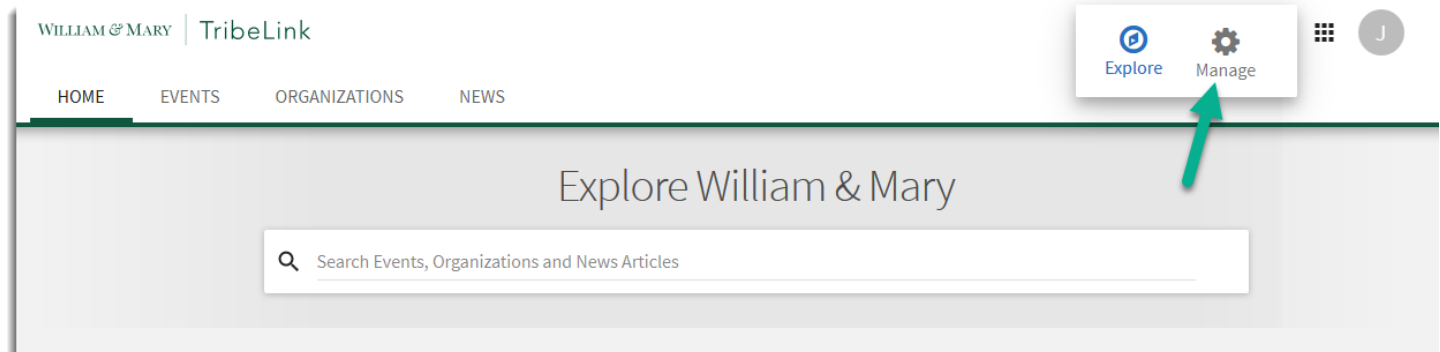 WILLIAM & MARY TribeLink
Explore Manage
J
HOME EVENTS ORGANIZATIONS NEWS
Explore William & Mary
Search Events, Organizations and News Articles